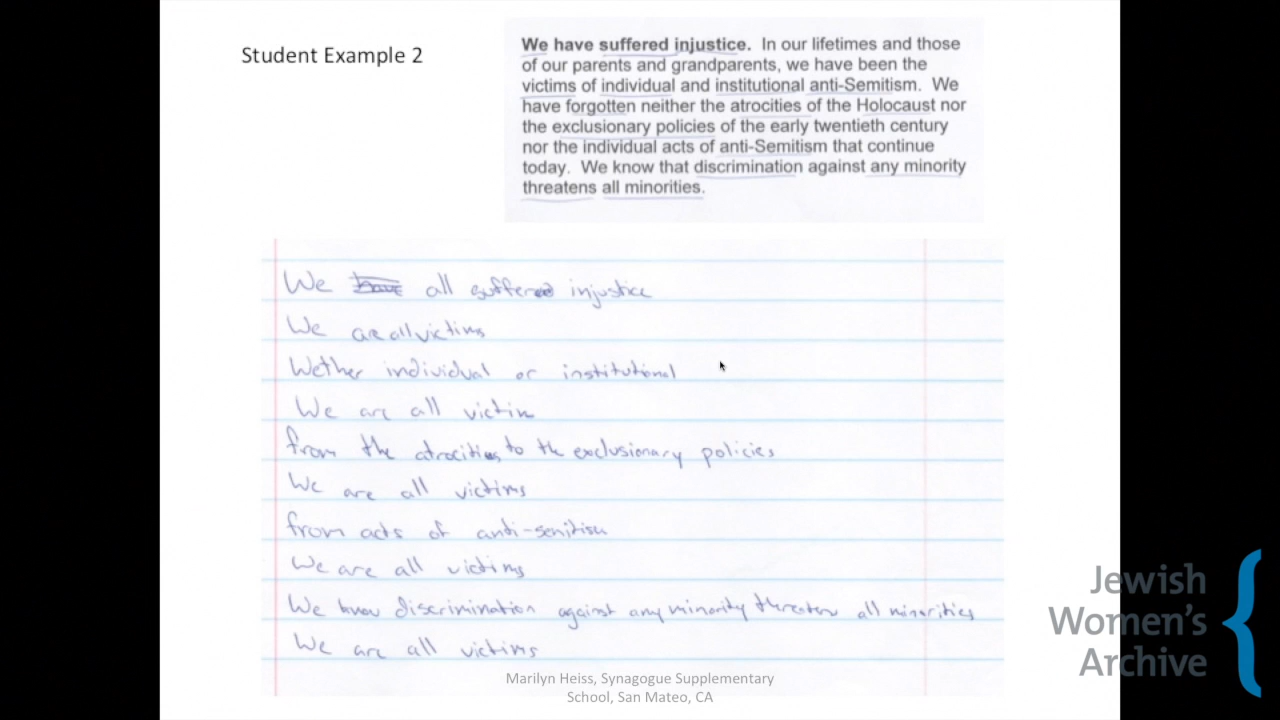 Student Example 2
We have suffered injustice. In our lifetimes and those
of our parents and grandparents, we have been the
victims of individual and institutional anti-Semitism. We
have forgotten neither the atrocities of the Holocaust nor
the exclusionary policies of the early twentieth century
nor the individual acts of anti-Semitism that continue
today. We know that discrimination against any minority
threatens all minorities.
We have all suffered injustice
We are all victims
Wether individual or institutional
We are all victim
from the atrocities to the exclusionary policies
We are all victims
from acts of anti-semitism
We are all victims
We know discrimination against any minority threaten all minorities
We are all victims
Marilyn Heiss, Synagogue Supplementary
School, San Mateo, CA
Jewish
Women's
Archive